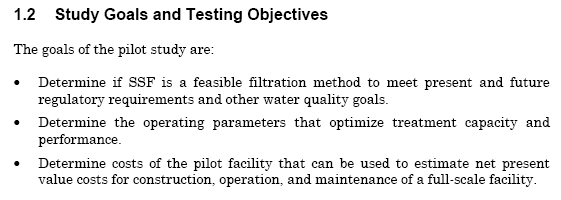 1.2 Study Goals and Testing Objectives
The goals of the pilot study are:
• Determine if SSF is a feasible filtration method to meet present and future
regulatory requirements and other water quality goals.
• Determine the operating parameters that optimize treatment capacity and
performance.
• Determine costs of the pilot facility that can be used to estimate net present
value costs for construction, operation, and maintenance of a full-scale facility.